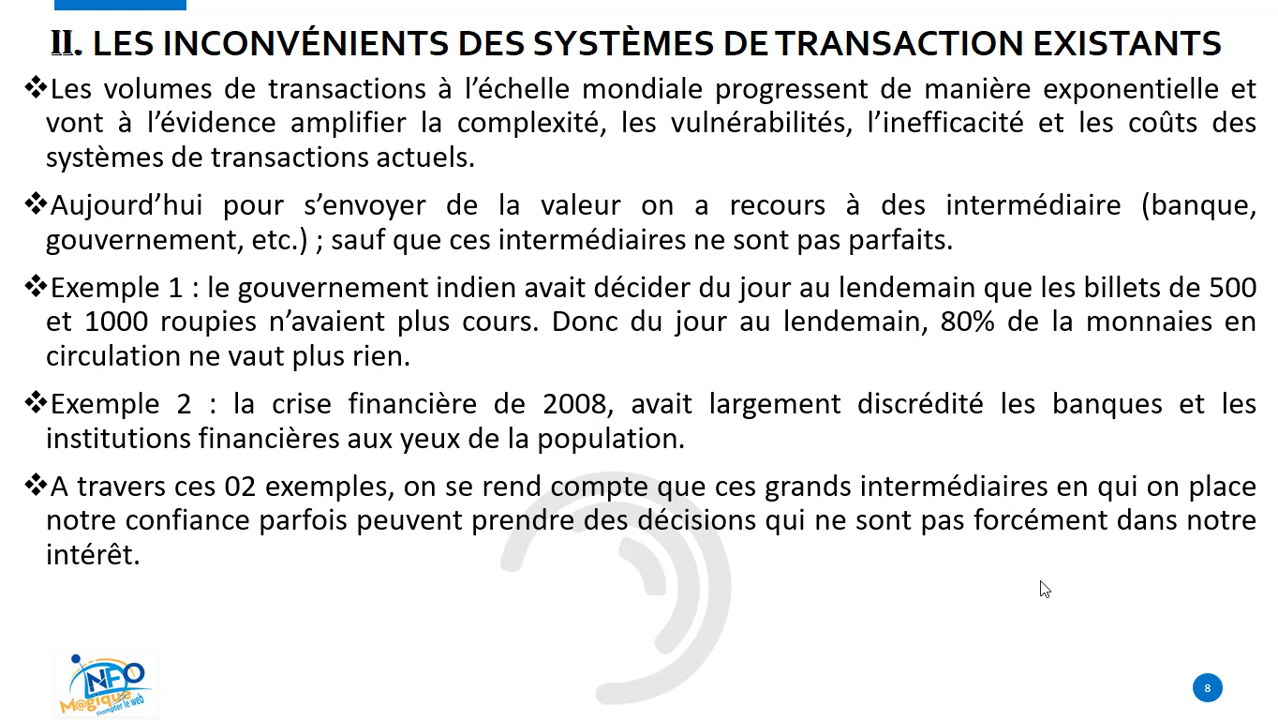 II. LES INCONVÉNIENTS DES SYSTÈMES DE TRANSACTION EXISTANTS
❖Les volumes de transactions à l’échelle mondiale progressent de manière exponentielle et
vont à l’évidence amplifier la complexité, les vulnérabilités, l’inefficacité et les coûts des
systèmes de transactions actuels.
❖Aujourd’hui pour s’envoyer de la valeur on a recours à des intermédiaire (banque,
gouvernement, etc.) ; sauf que ces intermédiaires ne sont pas parfaits.
❖Exemple 1 : le gouvernement indien avait décider du jour au lendemain que les billets de 500
et 1000 roupies n’avaient plus cours. Donc du jour au lendemain, 80% de la monnaies en
circulation ne vaut plus rien.
❖Exemple 2 : la crise financière de 2008, avait largement discrédité les banques et les
institutions financières aux yeux de la population.
❖A travers ces 02 exemples, on se rend compte que ces grands intermédiaires en qui on place
notre confiance parfois peuvent prendre des décisions qui ne sont pas forcément dans notre
intérêt.
iNFO
M@gique
Dompter le web
8